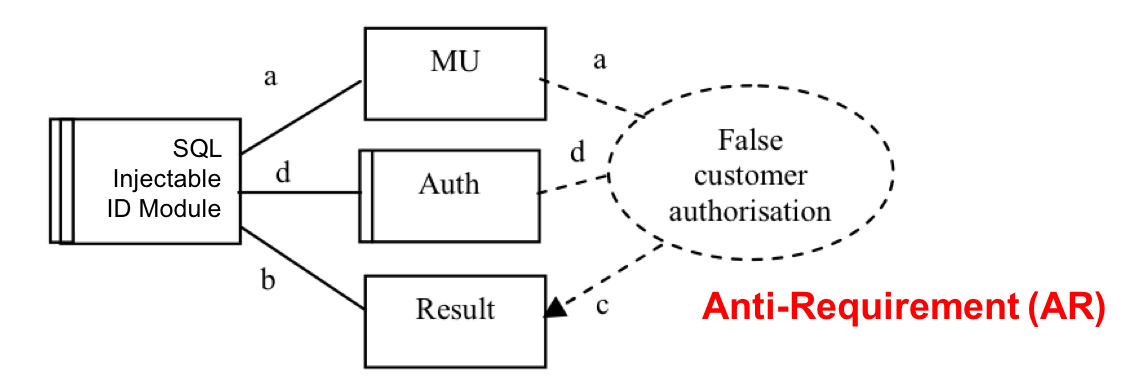 MU
a
a
SQL
Injectable
ID Module
d
Auth
d
False
customer
authorisation
b
Result
c
Anti-Requirement (AR)